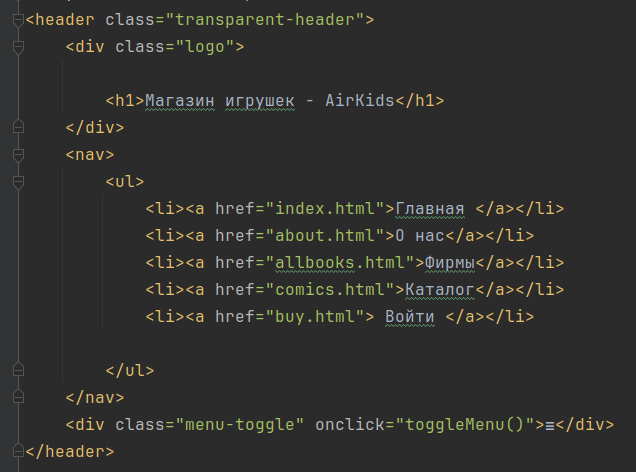 <header class="transparent-header">
<div class="logo">
<h1>Магазин игрушек - AirKids</h1>
</div>
<nav>
<ul>
<li><a href="index.html">Главная </a></li>
<li><a href="about.html">О нас</a></li>
<li><a href="allbooks.html">Фирмы</a></li>
<li><a href="comics.html">Каталог</a></li>
<li><a href="buy.html"> Войти </a></li>
</ul>
</nav>
<div class="menu-toggle" onclick="toggleMenu()">≡</div>
</header>